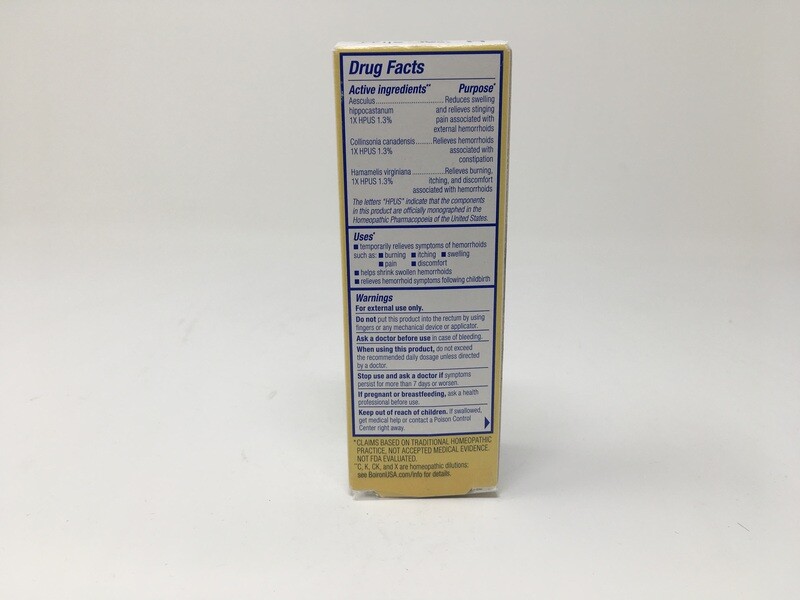 Drug Facts
Active ingredients** Purpose*
Aesculus.........................Reduces swelling
hippocastanum and relieves stinging
1X HPUS 1.3% pain associated with
external hemorrhoids
Collinsonia canadensis......Relieves hemorrhoids
1X HPUS 1.3% associated with
constipation
Hamamelis virginiana............Relieves burning,
1X HPUS 1.3% itching, and discomfort
associated with hemorrhoids
The letters "HPUS" indicate that the components
in this product are officially monographed in the
Homeopathic Pharmacopoeia of the United States.
Uses*
■ temporarily relieves symptoms of hemorrhoids
such as: ■ burning ■ itching ■ swelling
■ pain ■ discomfort
■ helps shrink swollen hemorrhoids
■ relieves hemorrhoid symptoms following childbirth
Warnings
For external use only.
Do not put this product into the rectum by using
fingers or any mechanical device or applicator.
Ask a doctor before use in case of bleeding.
When using this product, do not exceed
the recommended daily dosage unless directed
by a doctor.
Stop use and ask a doctor if symptoms
persist for more than 7 days or worsen.
If pregnant or breastfeeding, ask a health
professional before use.
Keep out of reach of children. If swallowed,
get medical help or contact a Poison Control
Center right away.
*CLAIMS BASED ON TRADITIONAL HOMEOPATHIC
PRACTICE, NOT ACCEPTED MEDICAL EVIDENCE.
NOT FDA EVALUATED.
**C, K, CK, and X are homeopathic dilutions:
see BoironUSA.com/info for details.